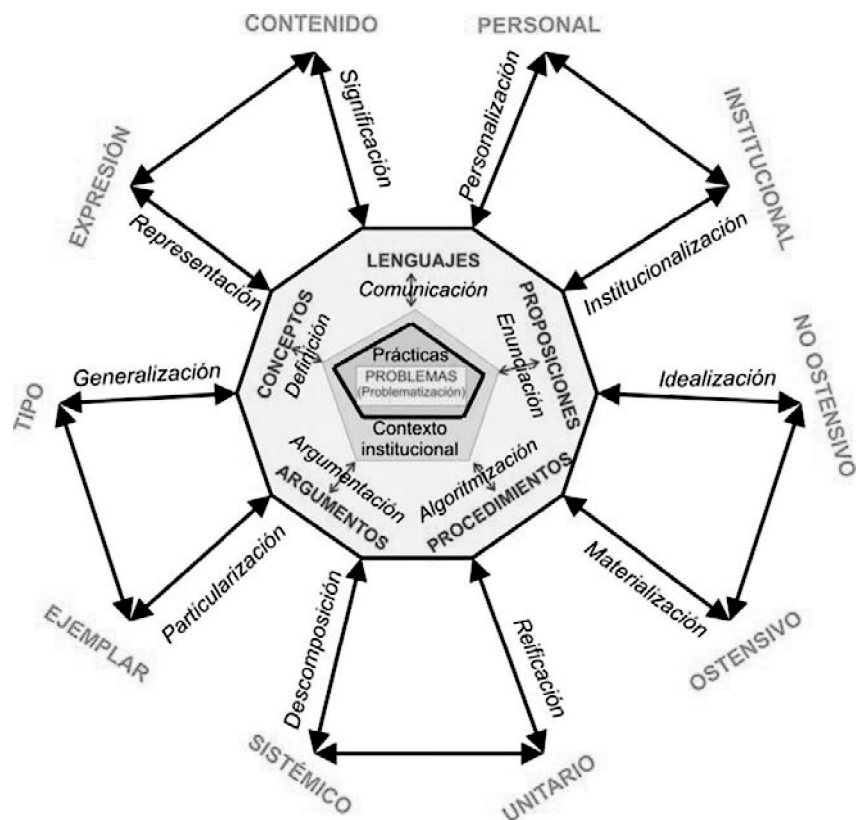 CONTENIDO
PERSONAL
EXPRESIÓN
Significación
Personalización
INSTITUCIONAL
Representación
Institucionalización
LENGUAJES
Comunicación
CONCEPTOS
Definición
PROPOSICIONES
Enunciación
Prácticas
PROBLEMAS
(Problematización)
Contexto
institucional
TIPO
Generalización
Idealización
NO OSTENSIVO
Argumentación
ARGUMENTOS
Algoritmización
PROCEDIMIENTOS
EJEMPLAR
Particularización
Materialización
OSTENSIVO
Descomposición
Reificación
SISTÉMICO
UNITARIO